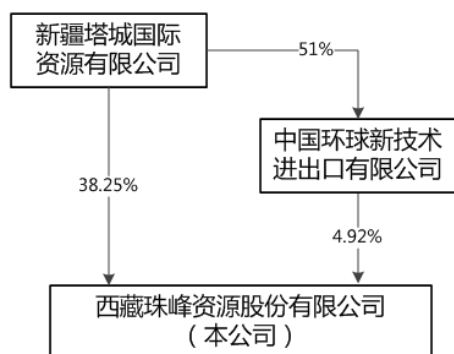 新疆塔城国际
资源有限公司
51%
中国环球新技术
进出口有限公司
38.25%
4.92%
西藏珠峰资源股份有限公司
（本公司）